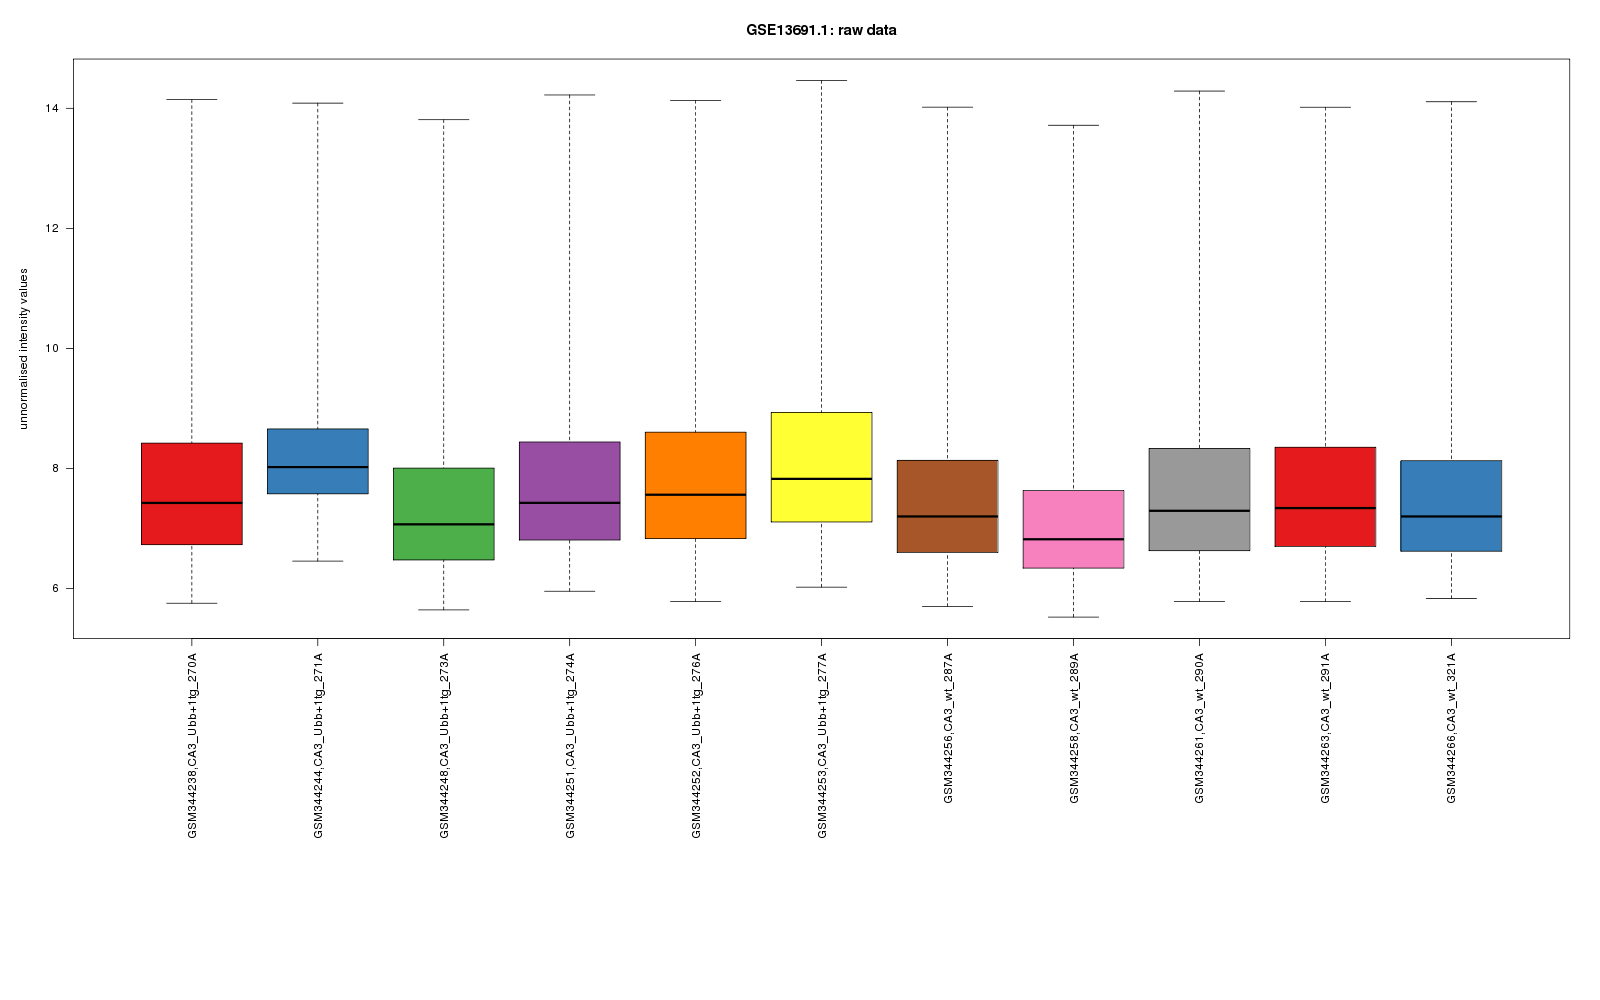 GSE13691.1: raw data
unnormalised intensity values
14
12
10
8
6
GSM344238,CA3_Ubb+1tg_270A
GSM344244,CA3_Ubb+1tg_271A
GSM344248,CA3_Ubb+1tg_273A
GSM344251,CA3_Ubb+1tg_274A
GSM344252,CA3_Ubb+1tg_276A
GSM344253,CA3_Ubb+1tg_277A
GSM344256,CA3_wt_287A
GSM344258,CA3_wt_289A
GSM344261,CA3_wt_290A
GSM344263,CA3_wt_291A
GSM344266,CA3_wt_321A